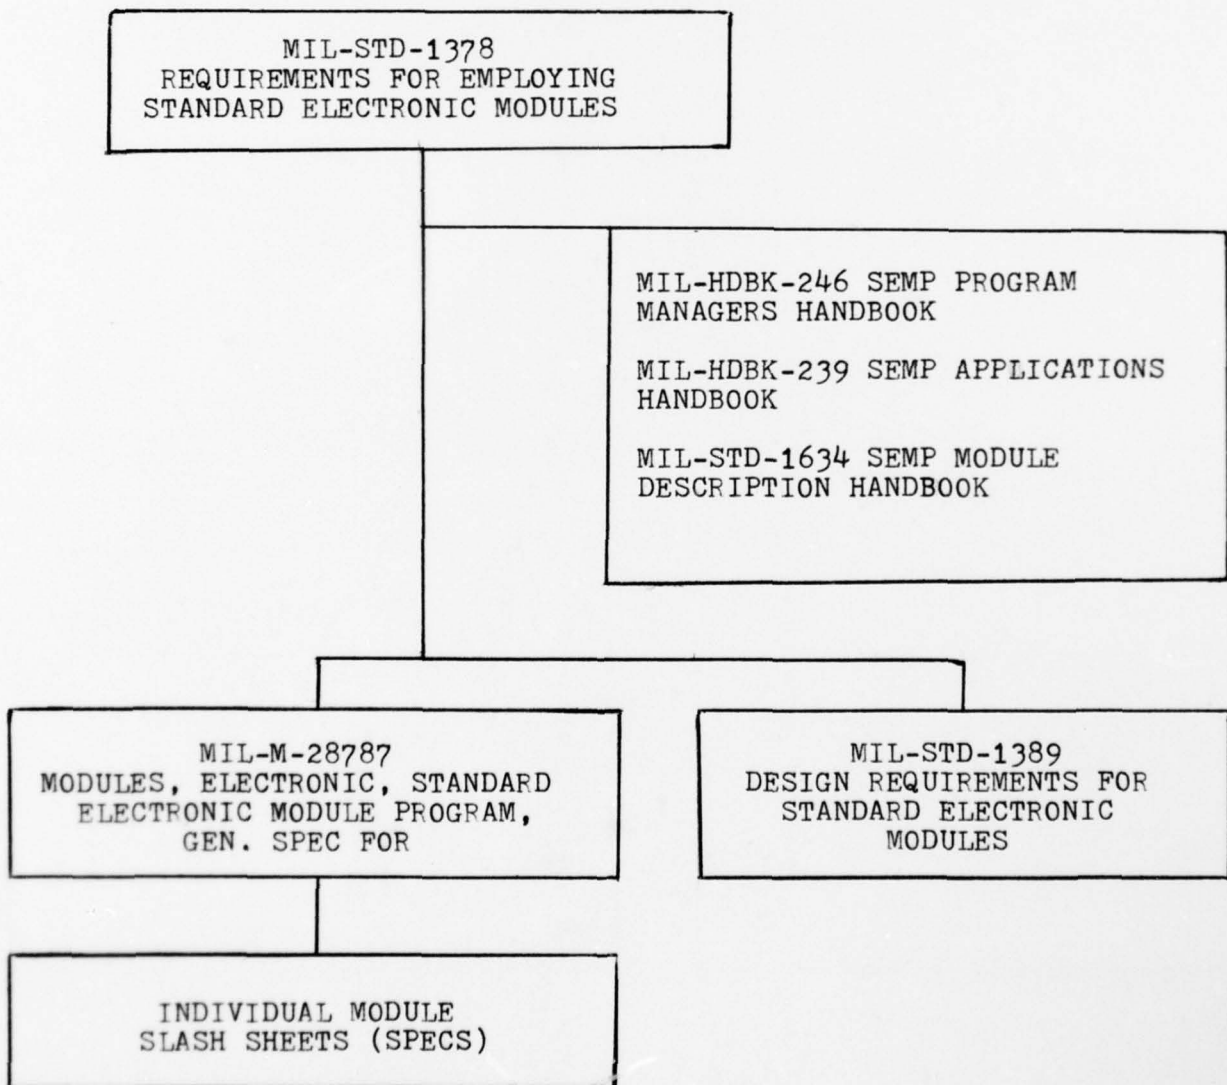 MIL-STD-1378
REQUIREMENTS FOR EMPLOYING
STANDARD ELECTRONIC MODULES
MIL-HDBK-246 SEMP PROGRAM
MANAGERS HANDBOOK
MIL-HDBK-239 SEMP APPLICATIONS
HANDBOOK
MIL-STD-1634 SEMP MODULE
DESCRIPTION HANDBOOK
MIL-M-28787
MODULES, ELECTRONIC, STANDARD
ELECTRONIC MODULE PROGRAM,
GEN. SPEC FOR
MIL-STD-1389
DESIGN REQUIREMENTS FOR
STANDARD ELECTRONIC
MODULES
INDIVIDUAL MODULE
SLASH SHEETS (SPECS)